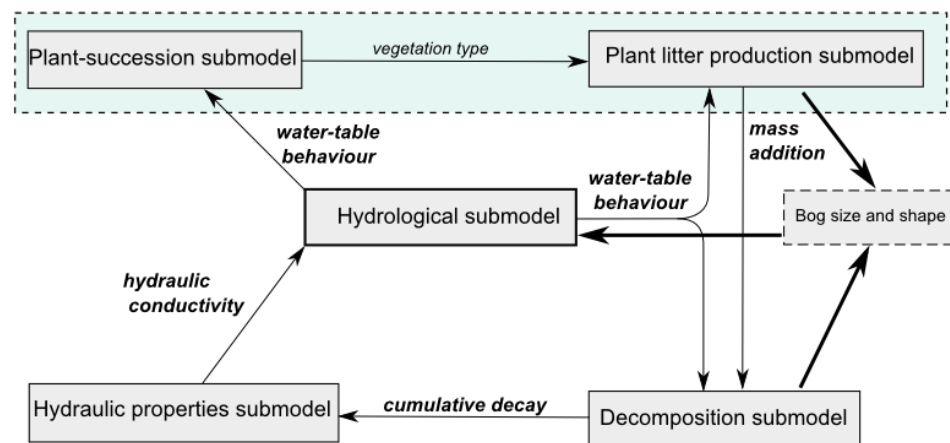 Plant-succession submodel
vegetation type
Plant litter production submodel
water-table
behaviour
mass
addition
water-table
behaviour
Hydrological submodel
Bog size and shape
hydraulic
conductivity
Hydraulic properties submodel
cumulative decay
Decomposition submodel